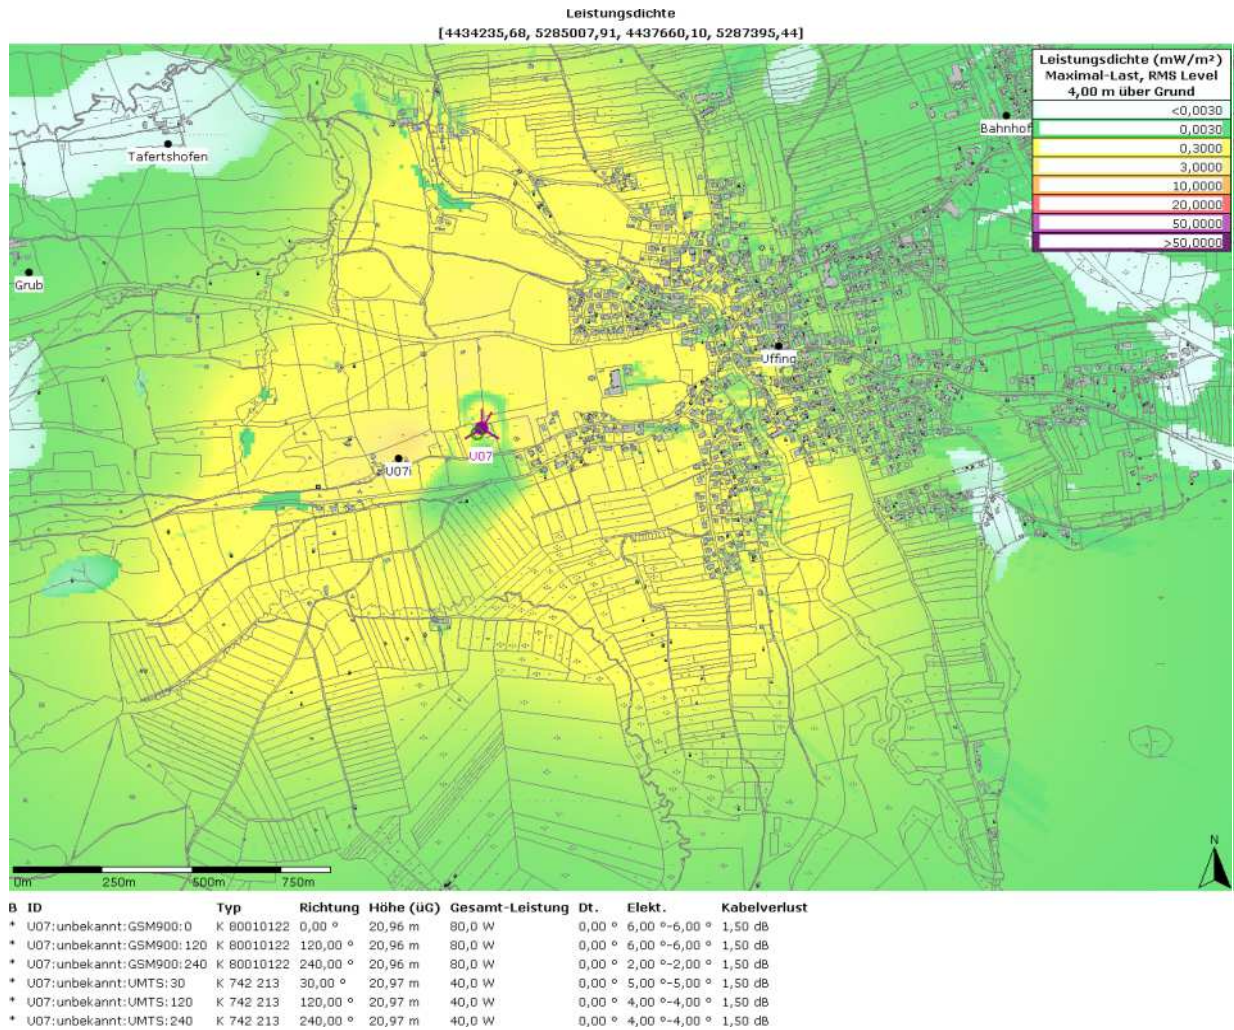 Leistungsdichte
[4434235,68, 5285007,91, 4437660,10, 5287395,44]
Leistungsdichte (mW/m²)
Maximal-Last, RMS Level
4,00 m über Grund
<0,0030
0,0030
0,3000
3,0000
10,0000
20,0000
50,0000
>50,0000
Bahnhof
Tafertshofen
Grub
Uffing
U07
U07i
N
0m 250m 500m 750m
B ID Typ Richtung Höhe (üG) Gesamt-Leistung Dt. Elekt. Kabelverlust
* U07:unbekannt:GSM900:0 K 80010122 0,00 ° 20,96 m 80,0 W 0,00 ° 6,00 °-6,00 ° 1,50 dB
* U07:unbekannt:GSM900:120 K 80010122 120,00 ° 20,96 m 80,0 W 0,00 ° 6,00 °-6,00 ° 1,50 dB
* U07:unbekannt:GSM900:240 K 80010122 240,00 ° 20,96 m 80,0 W 0,00 ° 2,00 °-2,00 ° 1,50 dB
* U07:unbekannt:UMTS:30 K 742 213 30,00 ° 20,97 m 40,0 W 0,00 ° 5,00 °-5,00 ° 1,50 dB
* U07:unbekannt:UMTS:120 K 742 213 120,00 ° 20,97 m 40,0 W 0,00 ° 4,00 °-4,00 ° 1,50 dB
* U07:unbekannt:UMTS:240 K 742 213 240,00 ° 20,97 m 40,0 W 0,00 ° 4,00 °-4,00 ° 1,50 dB